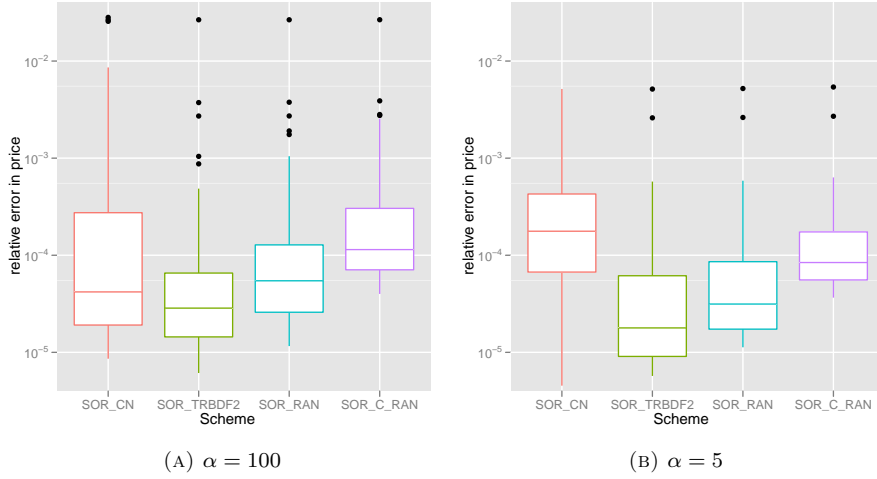 relative error in price
10⁻²
10⁻³
10⁻⁴
10⁻⁵
SOR_CN SOR_TRBDF2 SOR_RAN SOR_C_RAN
Scheme
(A) α = 100
relative error in price
10⁻²
10⁻³
10⁻⁴
10⁻⁵
SOR_CN SOR_TRBDF2 SOR_RAN SOR_C_RAN
Scheme
(B) α = 5